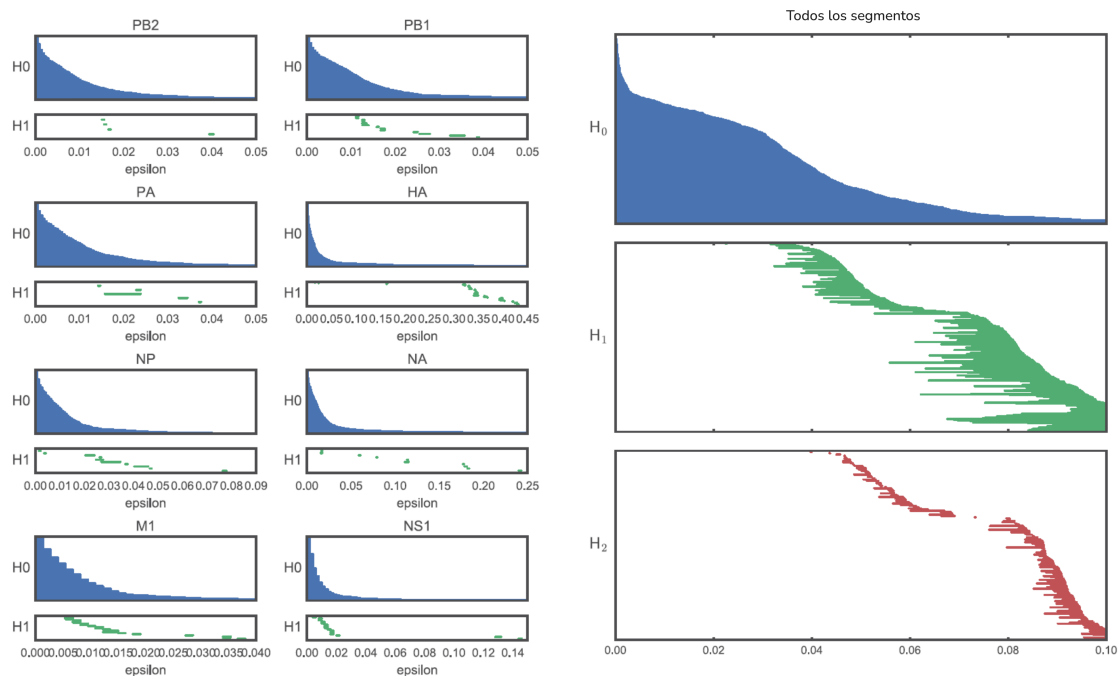 PB2
H0
H1
0.00 0.01 0.02 0.03 0.04 0.05
epsilon
PB1
H0
H1
0.00 0.01 0.02 0.03 0.04 0.05
epsilon
PA
H0
H1
0.00 0.01 0.02 0.03 0.04 0.05
epsilon
HA
H0
H1
0.00 0.05 0.10 0.15 0.20 0.25 0.30 0.35 0.40 0.45
epsilon
NP
H0
H1
0.00 0.01 0.02 0.03 0.04 0.05 0.06 0.07 0.08 0.09
epsilon
NA
H0
H1
0.00 0.05 0.10 0.15 0.20 0.25
epsilon
M1
H0
H1
0.000 0.005 0.010 0.015 0.020 0.025 0.030 0.035 0.040
epsilon
NS1
H0
H1
0.00 0.02 0.04 0.06 0.08 0.10 0.12 0.14
epsilon
Todos los segmentos
H₀
H₁
H₂
0.00 0.02 0.04 0.06 0.08 0.10